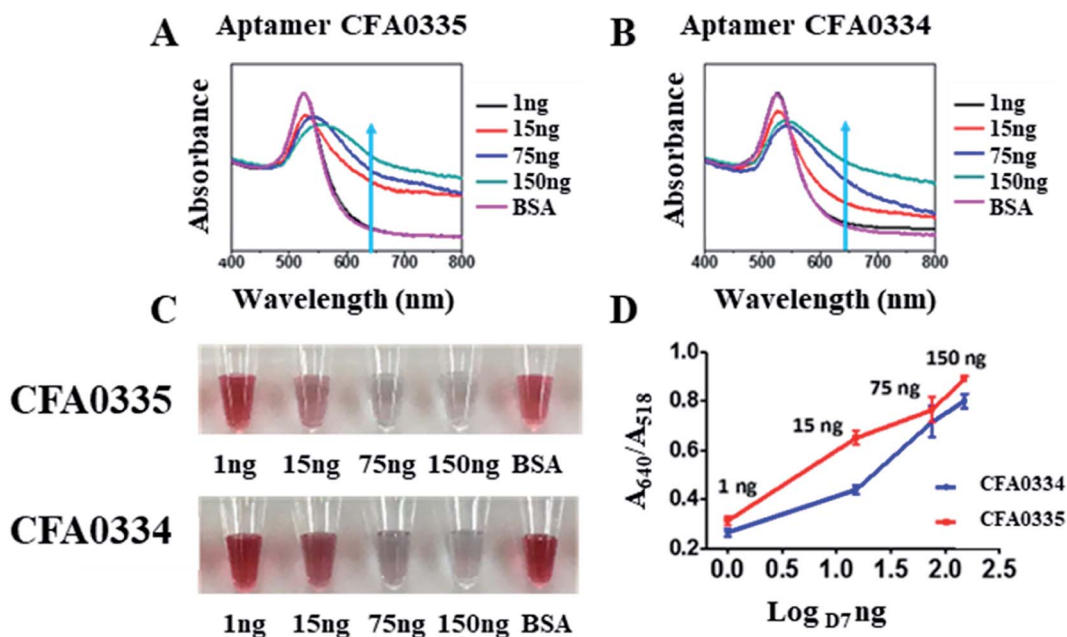 A Aptamer CFA0335
Absorbance
1ng
15ng
75ng
150ng
BSA
400 500 600 700 800
Wavelength (nm)
B Aptamer CFA0334
Absorbance
1ng
15ng
75ng
150ng
BSA
400 500 600 700 800
Wavelength (nm)
C
CFA0335
1ng 15ng 75ng 150ng BSA
CFA0334
1ng 15ng 75ng 150ng BSA
D
A640/A518
1.0
0.8
0.6
0.4
0.2
150 ng
75 ng
15 ng
1 ng
CFA0334
CFA0335
0.0 0.5 1.0 1.5 2.0 2.5
Log D7 ng